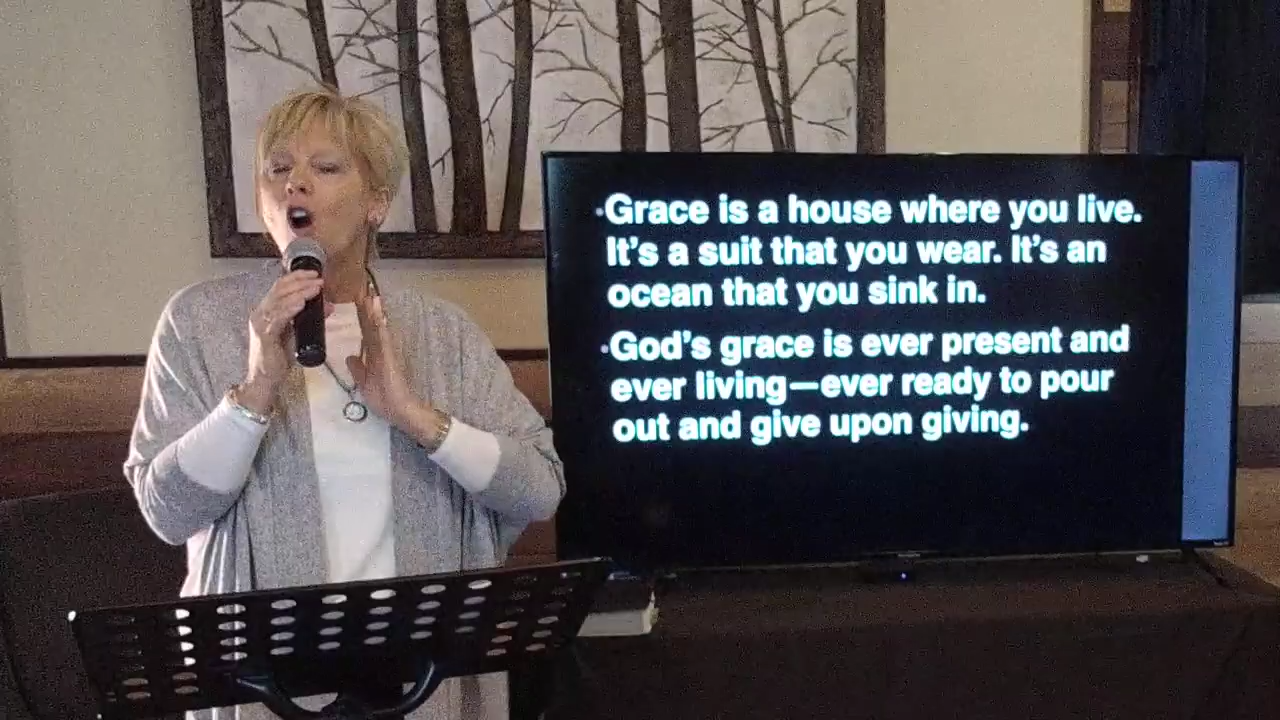 ·Grace is a house where you live.
It's a suit that you wear. It's an
ocean that you sink in.
·God's grace is ever present and
ever living—ever ready to pour
out and give upon giving.